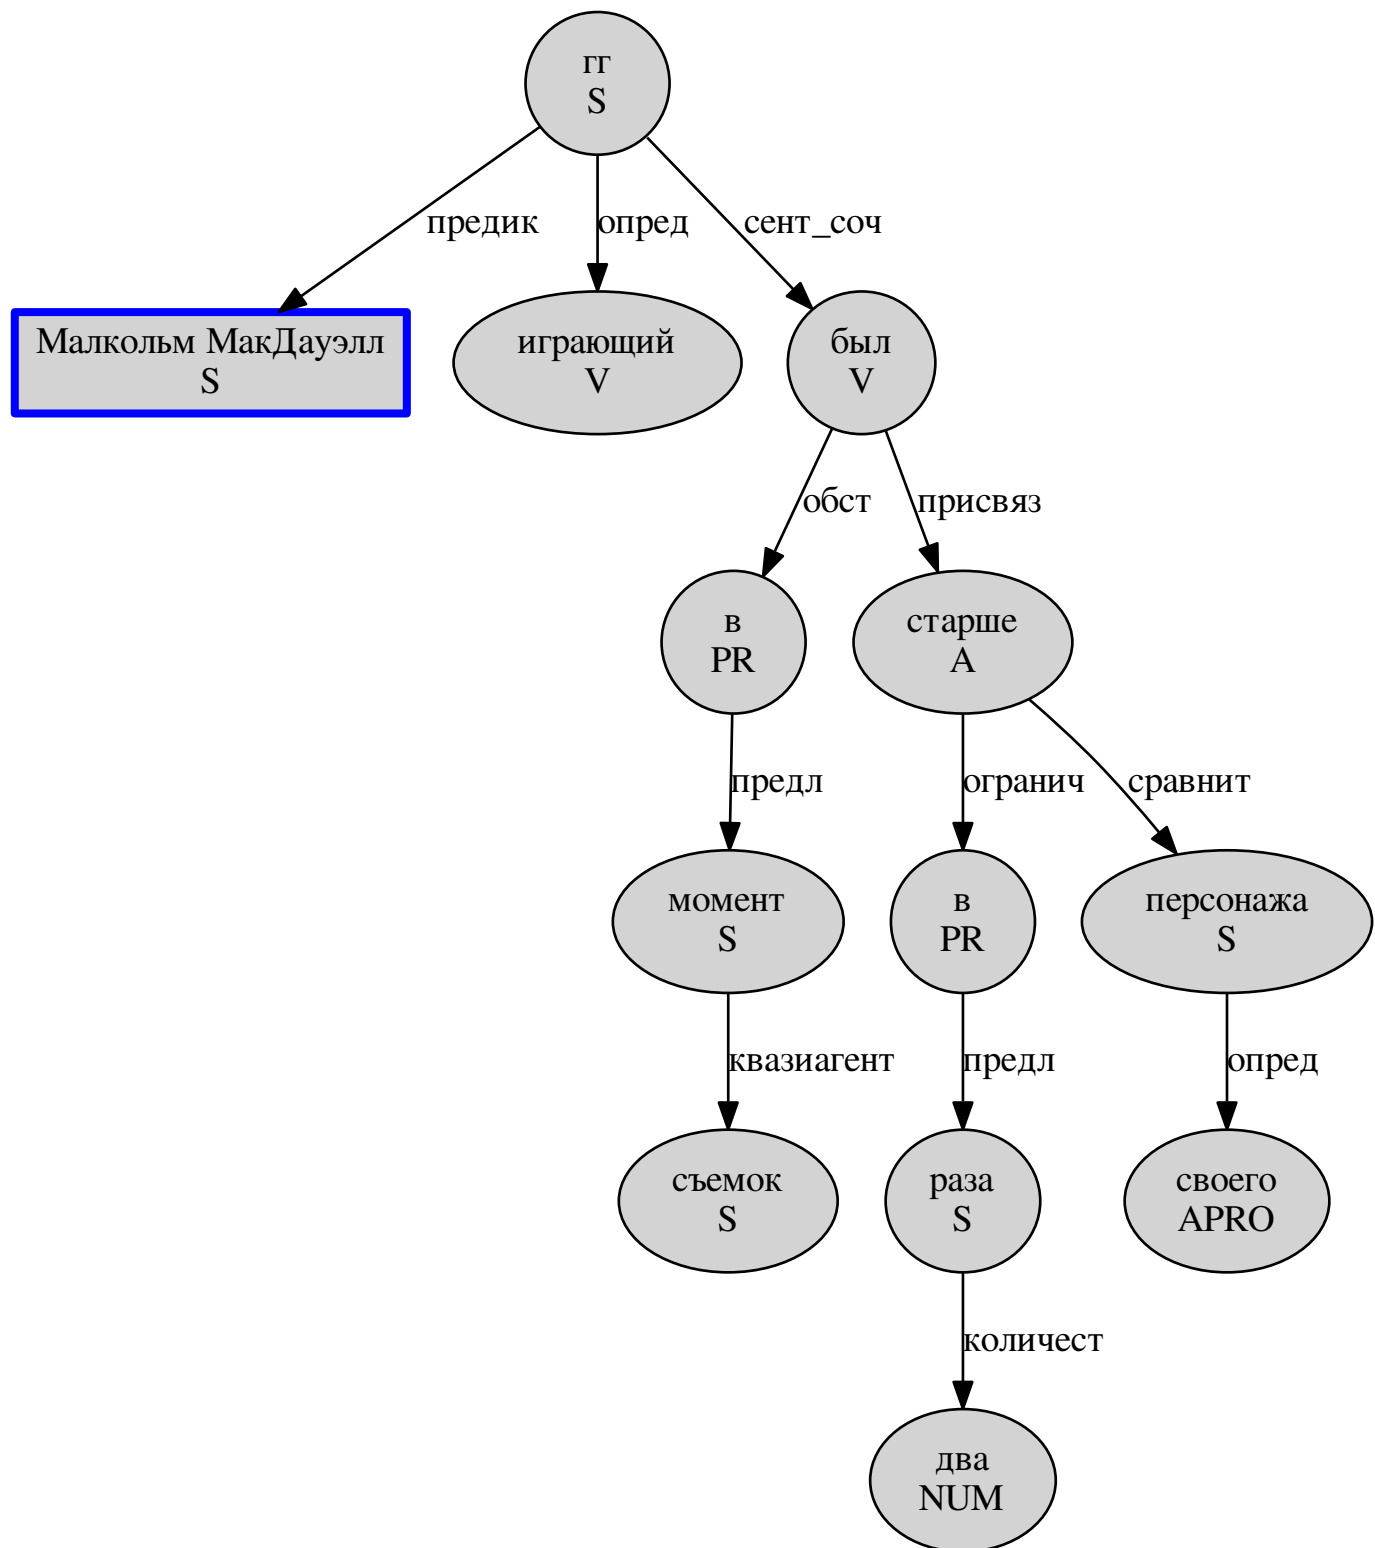 гг
S
предик
опред
сент_соч
Малкольм МакДауэлл
S
играющий
V
был
V
обст
присвяз
в
PR
старше
A
предл
огранич
сравнит
момент
S
в
PR
персонажа
S
квазиагент
предл
опред
съемок
S
раза
S
своего
APRO
количест
два
NUM